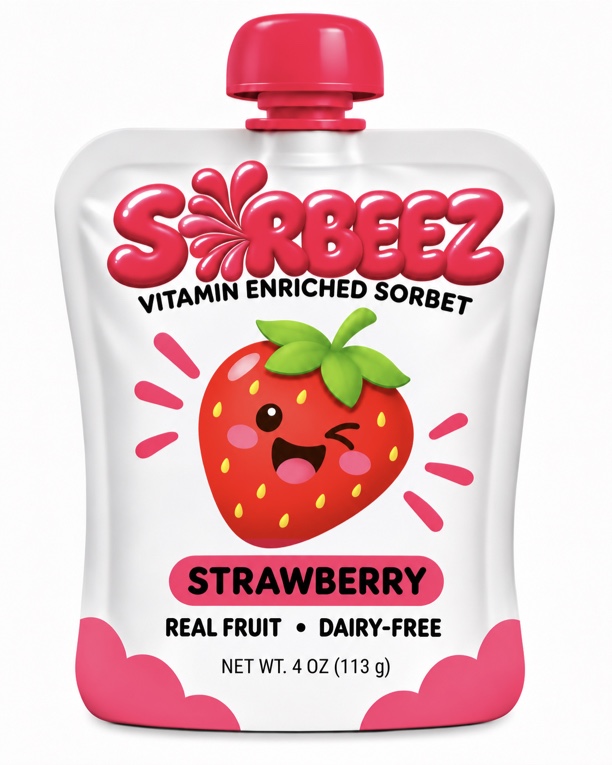 SORBEEZ
VITAMIN ENRICHED SORBET
STRAWBERRY
REAL FRUIT • DAIRY-FREE
NET WT. 4 OZ (113 g)